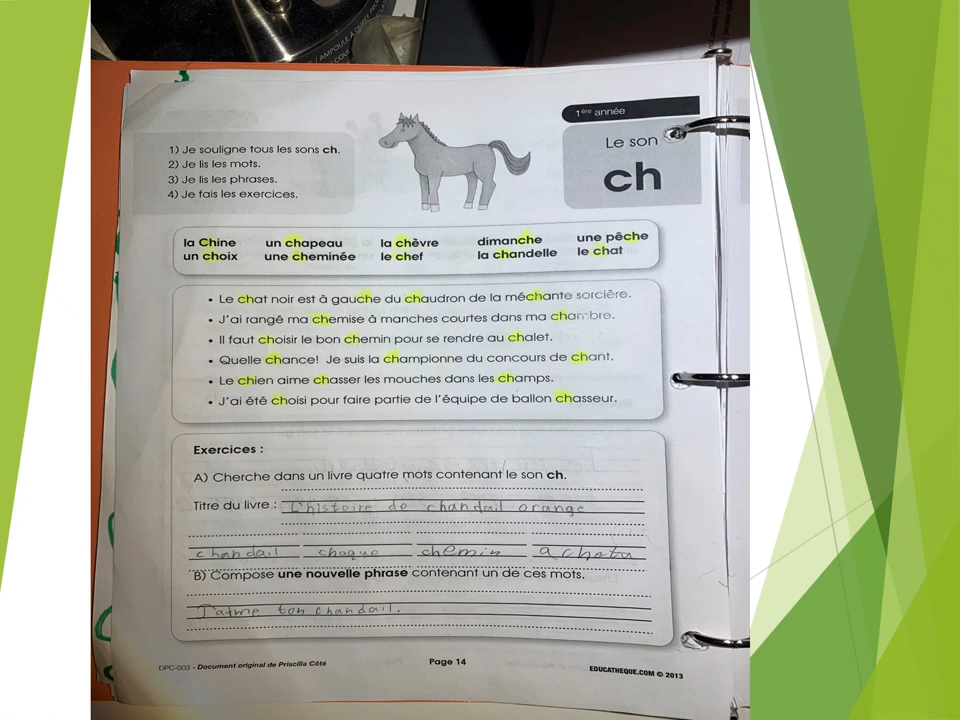 AMPOULE À
1ère année
Le son
ch
1) Je souligne tous les sons ch.
2) Je lis les mots.
3) Je lis les phrases.
4) Je fais les exercices.
la Chine un chapeau la chèvre dimanche une pêche
un choix une cheminée le chef la chandelle le chat
• Le chat noir est à gauche du chaudron de la méchante sorcière.
• J'ai rangé ma chemise à manches courtes dans ma chambre.
• Il faut choisir le bon chemin pour se rendre au chalet.
• Quelle chance! Je suis la championne du concours de chant.
• Le chien aime chasser les mouches dans les champs.
• J'ai été choisi pour faire partie de l'équipe de ballon chasseur.
Exercices :
A) Cherche dans un livre quatre mots contenant le son ch.
Titre du livre : L'histoire de chandail orange
chandail chaque chemin acheta
B) Compose une nouvelle phrase contenant un de ces mots.
J'aime ton chandail.
DPC-003 - Document original de Priscilla Côté
Page 14
EDUCATHEQUE.COM © 2013